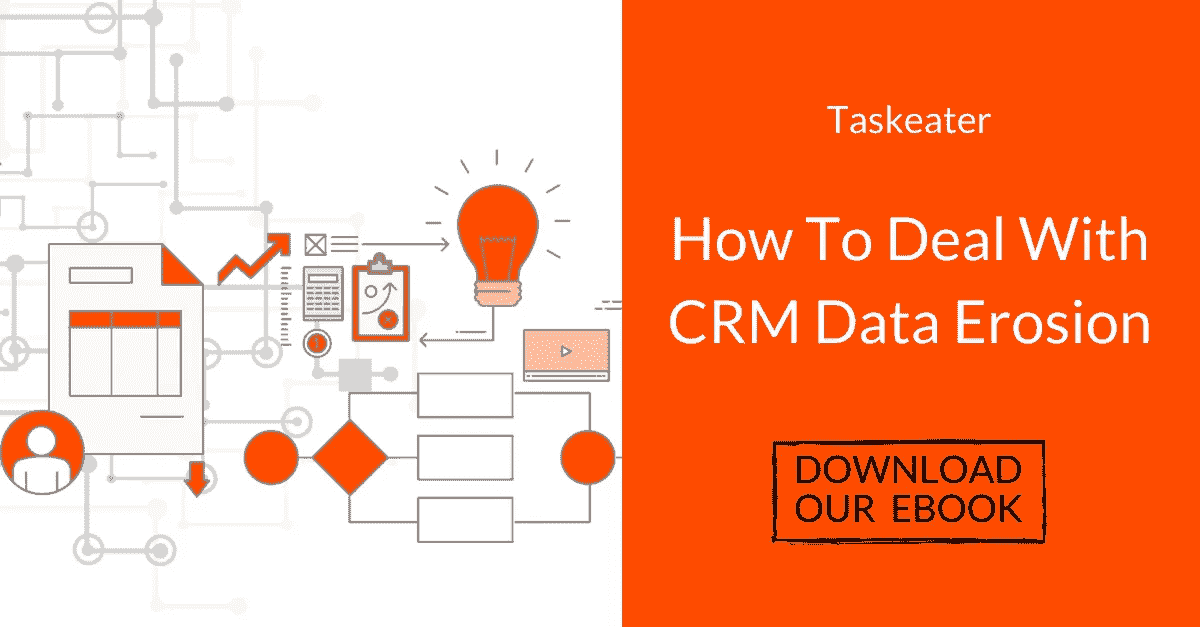 Taskeater
How To Deal With
CRM Data Erosion
DOWNLOAD
OUR EBOOK